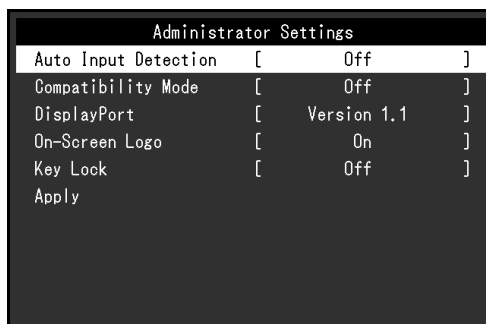 Administrator Settings
Auto Input Detection [ Off ]
Compatibility Mode [ Off ]
DisplayPort [ Version 1.1 ]
On-Screen Logo [ On ]
Key Lock [ Off ]
Apply